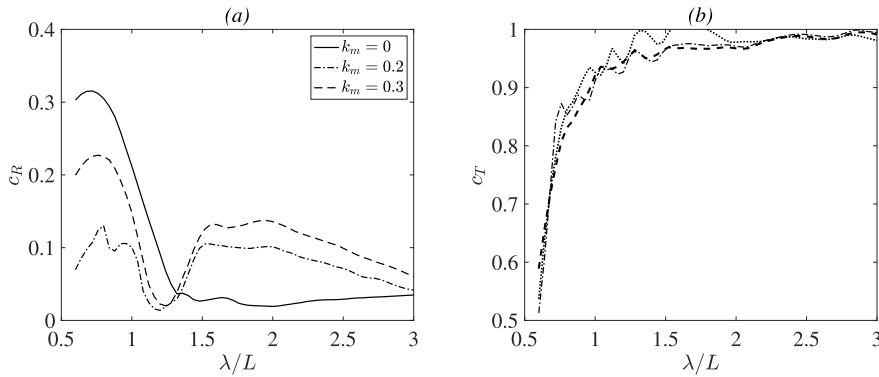 (a)
0.4
0.3
0.2
0.1
0
c_R
k_m = 0
k_m = 0.2
k_m = 0.3
0.5 1 1.5 2 2.5 3
λ/L
(b)
1
0.9
0.8
0.7
0.6
0.5
c_T
0.5 1 1.5 2 2.5 3
λ/L